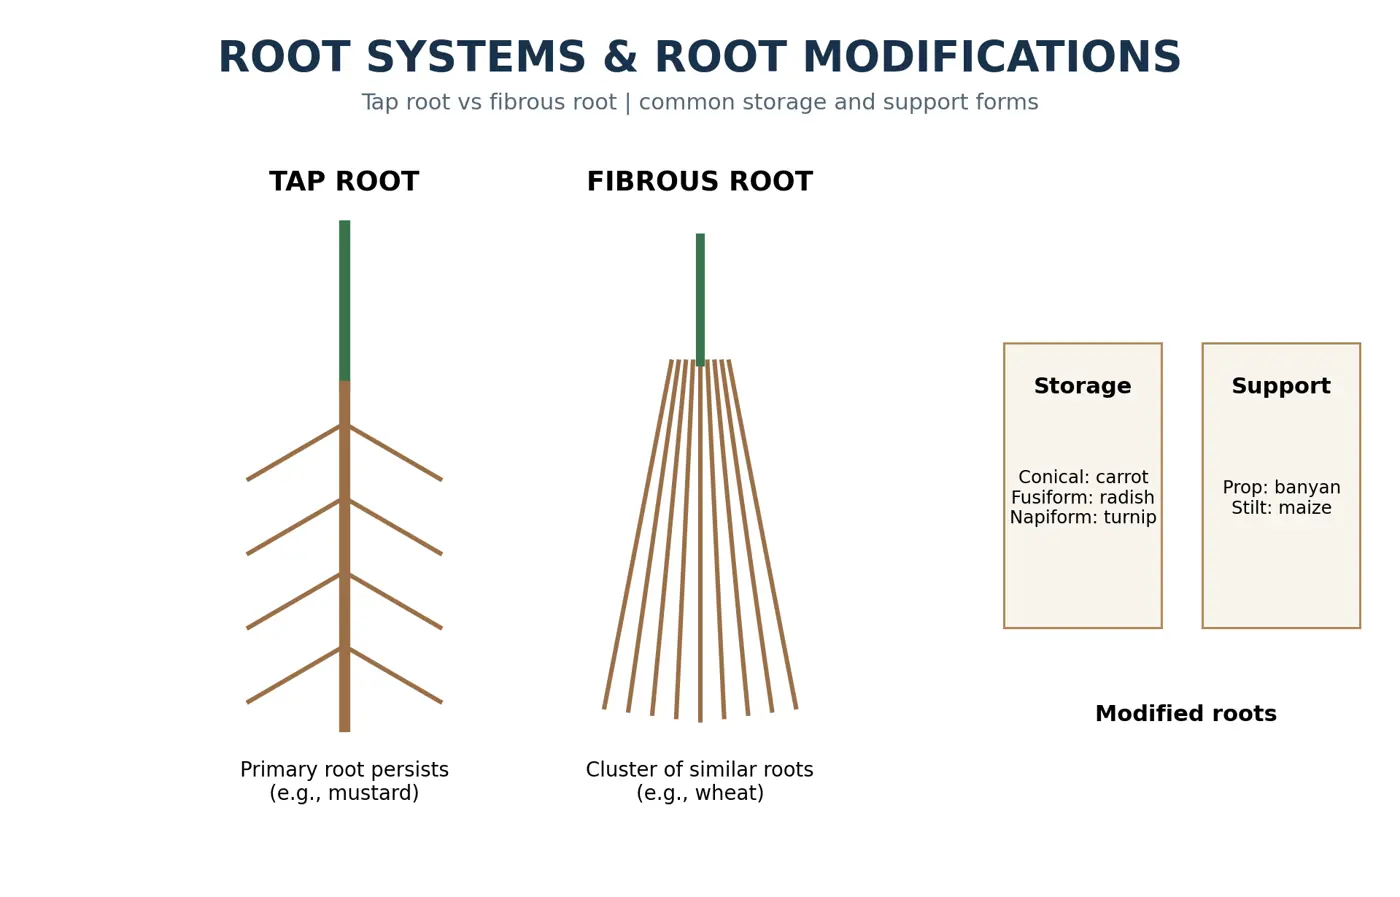 ROOT SYSTEMS & ROOT MODIFICATIONS
Tap root vs fibrous root | common storage and support forms
TAP ROOT
Primary root persists
(e.g., mustard)
FIBROUS ROOT
Cluster of similar roots
(e.g., wheat)
Storage
Conical: carrot
Fusiform: radish
Napiform: turnip
Support
Prop: banyan
Stilt: maize
Modified roots